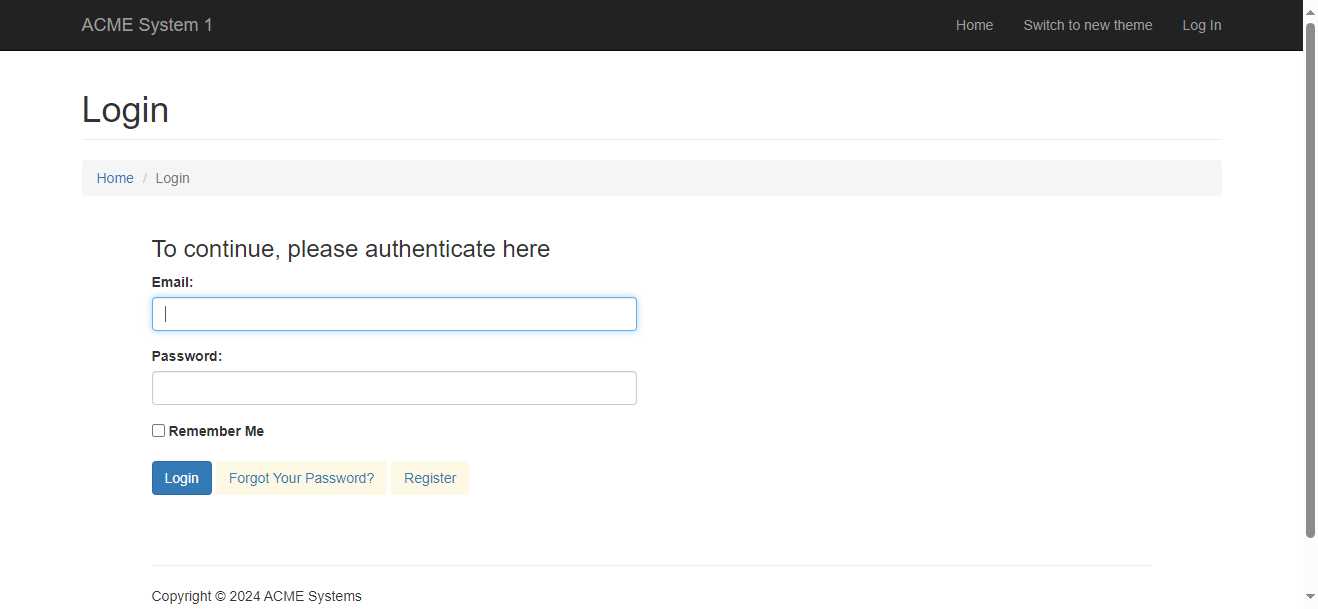 ACME System 1 Home Switch to new theme Log In
Login
Home / Login
To continue, please authenticate here
Email:
Password:
Remember Me
Login Forgot Your Password? Register
Copyright © 2024 ACME Systems